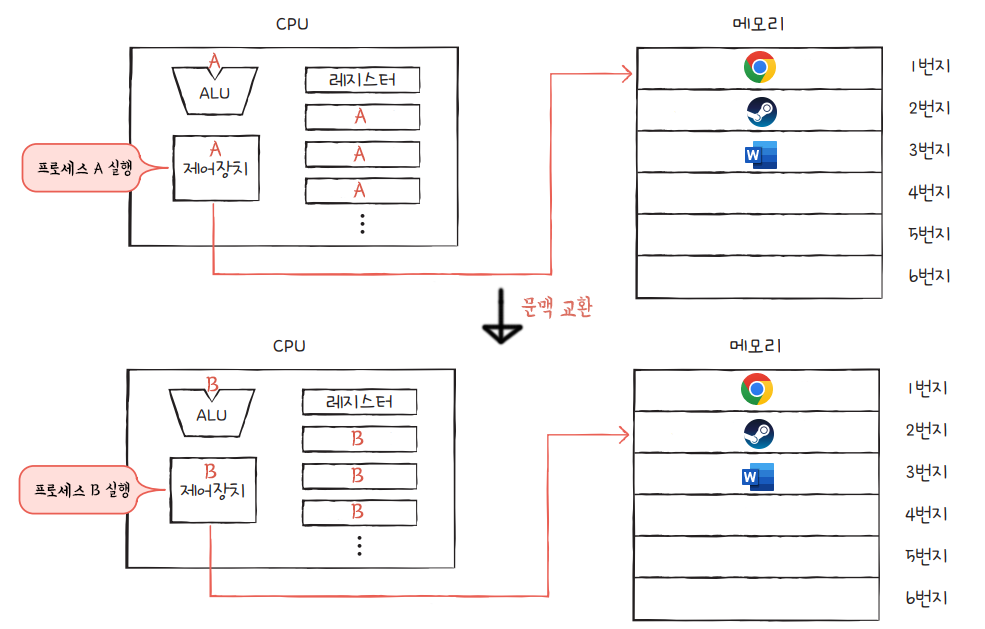 CPU
메모리
A
ALU
레지스터
A
A
A
A
제어장치
프로세스 A 실행
1번지
2번지
3번지
4번지
5번지
6번지
W
문맥 교환
CPU
메모리
B
ALU
레지스터
B
B
B
B
제어장치
프로세스 B 실행
1번지
2번지
3번지
4번지
5번지
6번지
W